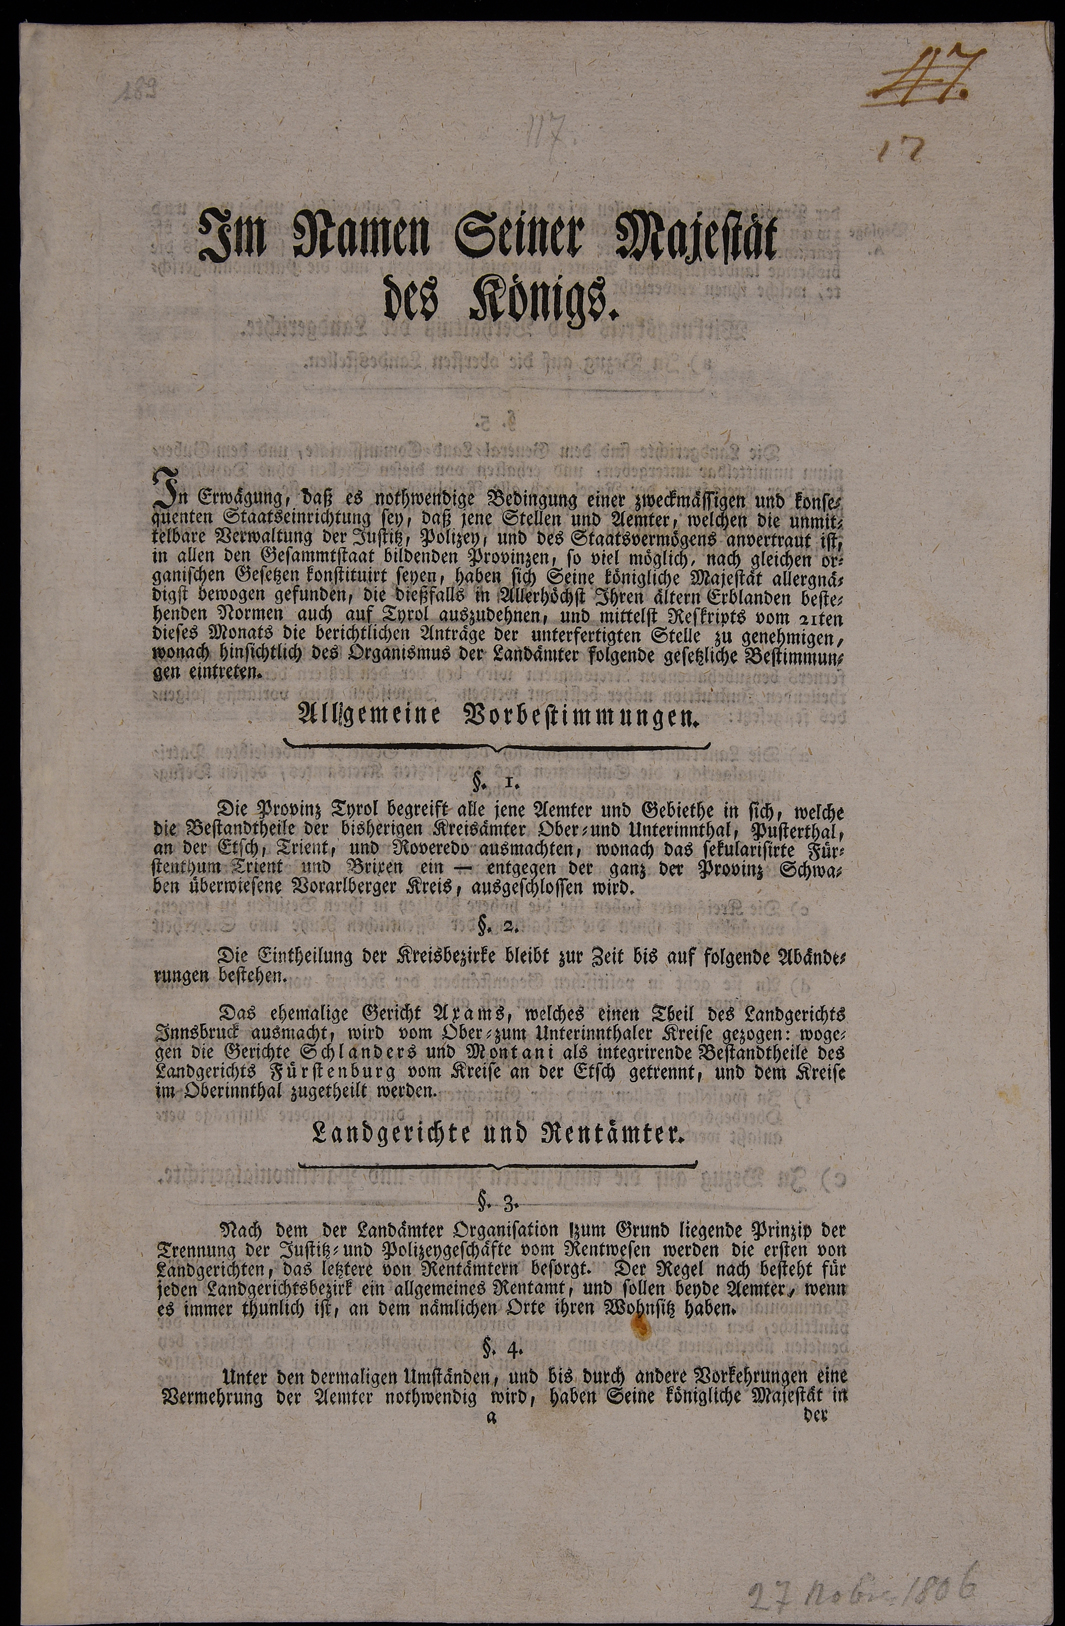 189
47.
117.
17
Im Namen Seiner Majestät
des Königs.
In Erwägung, daß es nothwendige Bedingung einer zweckmässigen und konse-
quenten Staatseinrichtung sey, daß jene Stellen und Aemter, welchen die unmit-
telbare Verwaltung der Justitz, Polizey, und des Staatsvermögens anvertraut ist,
in allen den Gesammtstaat bildenden Provinzen, so viel möglich, nach gleichen or-
ganischen Gesetzen konstituirt seyen, haben sich Seine königliche Majestät allergnä-
digst bewogen gefunden, die dießfalls in Allerhöchst Ihren ältern Erblanden beste-
henden Normen auch auf Tyrol auszudehnen, und mittelst Reskripts vom 21ten
dieses Monats die berichtlichen Anträge der unterfertigten Stelle zu genehmigen,
wonach hinsichtlich des Organismus der Landämter folgende gesetzliche Bestimmun-
gen eintreten.
Allgemeine Vorbestimmungen.
§. 1.
Die Provinz Tyrol begreift alle jene Aemter und Gebiethe in sich, welche
die Bestandtheile der bisherigen Kreisämter Ober- und Unterinnthal, Pusterthal,
an der Etsch, Trient, und Roveredo ausmachten, wonach das sekularisirte Für-
stenthum Trient und Brixen ein — entgegen der ganz der Provinz Schwa-
ben überwiesene Vorarlberger Kreis, ausgeschlossen wird.
§. 2.
Die Eintheilung der Kreisbezirke bleibt zur Zeit bis auf folgende Abände-
rungen bestehen.
Das ehemalige Gericht Axams, welches einen Theil des Landgerichts
Innsbruck ausmacht, wird vom Ober- zum Unterinnthaler Kreise gezogen: woge-
gen die Gerichte Schlanders und Montani als integrirende Bestandtheile des
Landgerichts Fürstenburg vom Kreise an der Etsch getrennt, und dem Kreise
im Oberinnthal zugetheilt werden.
Landgerichte und Rentämter.
§. 3.
Nach dem der Landämter Organisation zum Grund liegende Prinzip der
Trennung der Justitz- und Polizeygeschäfte vom Rentwesen werden die ersten von
Landgerichten, das letztere von Rentämtern besorgt. Der Regel nach besteht für
jeden Landgerichtsbezirk ein allgemeines Rentamt, und sollen beyde Aemter, wenn
es immer thunlich ist, an dem nämlichen Orte ihren Wohnsitz haben.
§. 4.
Unter den dermaligen Umständen, und bis durch andere Vorkehrungen eine
Vermehrung der Aemter nothwendig wird, haben Seine königliche Majestät in
a der
27 Nobr. 1806